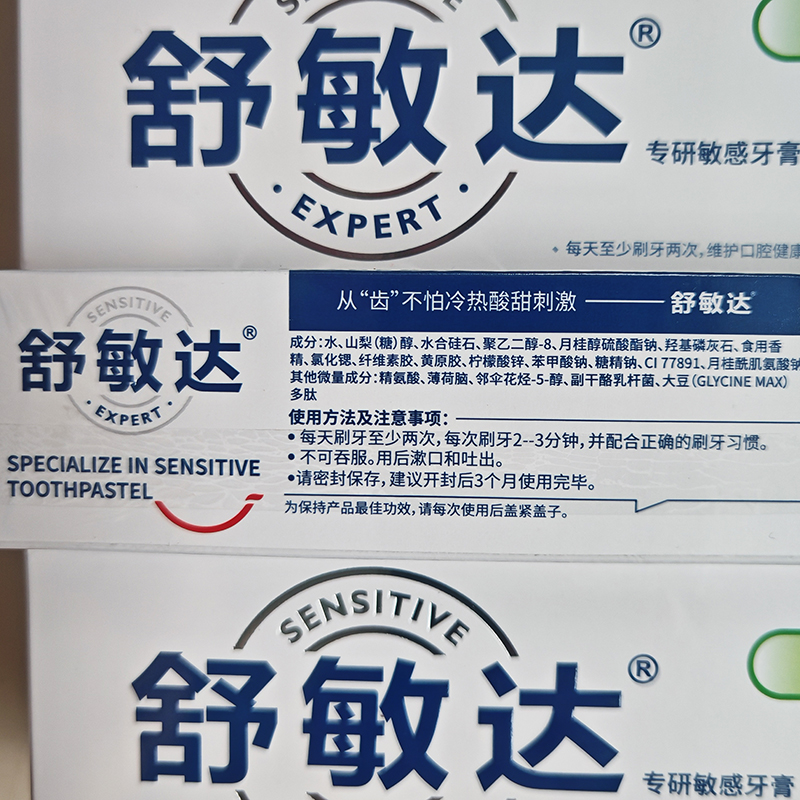 舒敏达®
EXPERT
专研敏感牙膏
每天至少刷牙两次,维护口腔健康
SENSITIVE
舒敏达®
EXPERT
SPECIALIZE IN SENSITIVE
TOOTHPASTEL
从“齿”不怕冷热酸甜刺激 —— 舒敏达
成分:水、山梨(糖)醇、水合硅石、聚乙二醇-8、月桂醇硫酸酯钠、羟基磷灰石、食用香
精、氯化锶、纤维素胶、黄原胶、柠檬酸锌、苯甲酸钠、糖精钠、CI 77891、月桂酰肌氨酸钠
其他微量成分:精氨酸、薄荷脑、邻伞花烃-5-醇、副干酪乳杆菌、大豆(GLYCINE MAX)
多肽
使用方法及注意事项:
• 每天刷牙至少两次,每次刷牙2--3分钟,并配合正确的刷牙习惯。
• 不可吞服。用后漱口和吐出。
•请密封保存,建议开封后3个月使用完毕。
为保持产品最佳功效,请每次使用后盖紧盖子。
SENSITIVE
舒敏达®
专研敏感牙膏